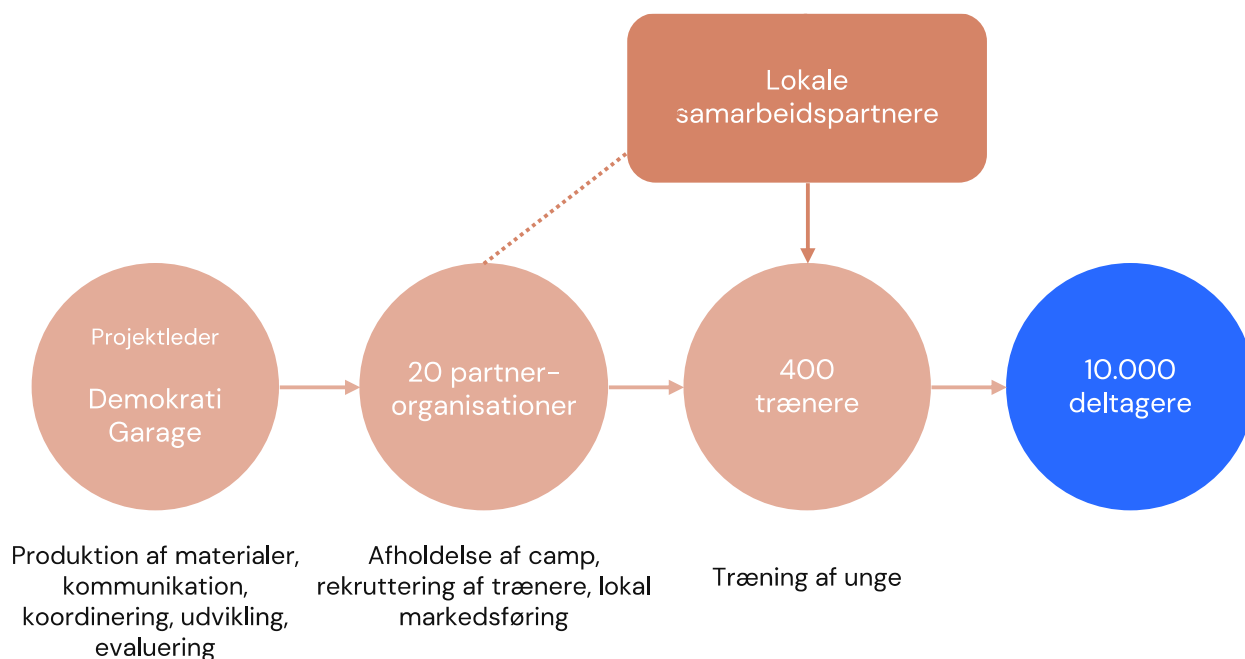 Lokale
samarbeidspartnere
Projektleder
Demokrati
Garage
20 partner-
organisationer
400
trænere
10.000
deltagere
Produktion af materialer,
kommunikation,
koordinering, udvikling,
evaluering
Afholdelse af camp,
rekruttering af trænere, lokal
markedsføring
Træning af unge